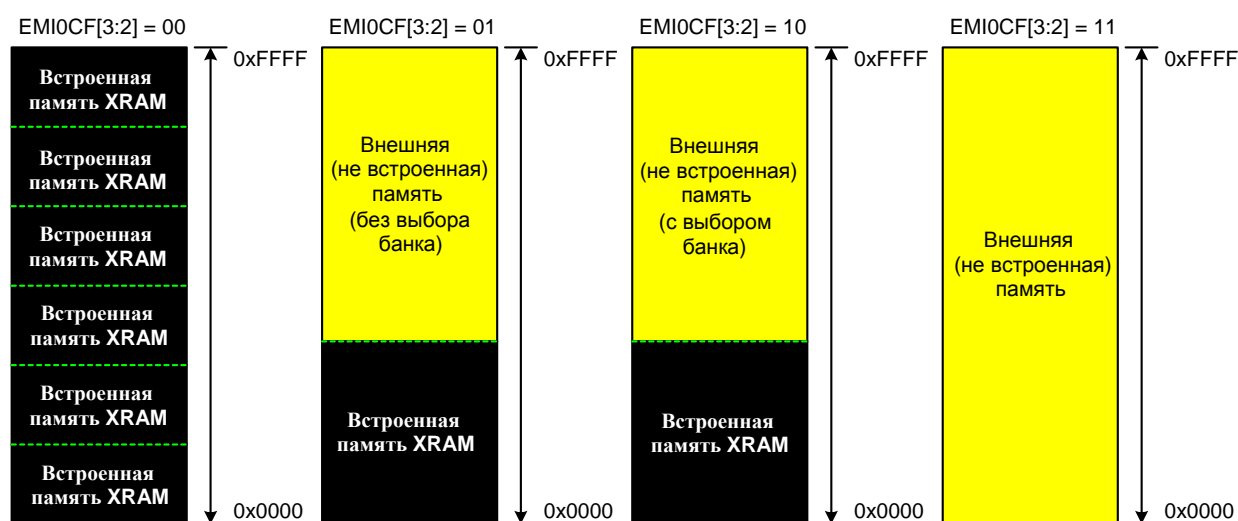 EMI0CF[3:2] = 00
0xFFFF
Встроенная
память XRAM
Встроенная
память XRAM
Встроенная
память XRAM
Встроенная
память XRAM
Встроенная
память XRAM
Встроенная
память XRAM
0x0000
EMI0CF[3:2] = 01
0xFFFF
Внешняя
(не встроенная)
память
(без выбора
банка)
Встроенная
память XRAM
0x0000
EMI0CF[3:2] = 10
0xFFFF
Внешняя
(не встроенная)
память
(с выбором
банка)
Встроенная
память XRAM
0x0000
EMI0CF[3:2] = 11
0xFFFF
Внешняя
(не встроенная)
память
0x0000